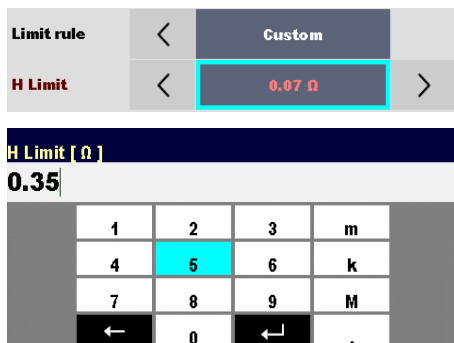 Limit rule < Custom
H Limit < 0.07 Ω >
H Limit [ Ω ]
0.35
1 2 3 m
4 5 6 k
7 8 9 M
← 0 ↵ .